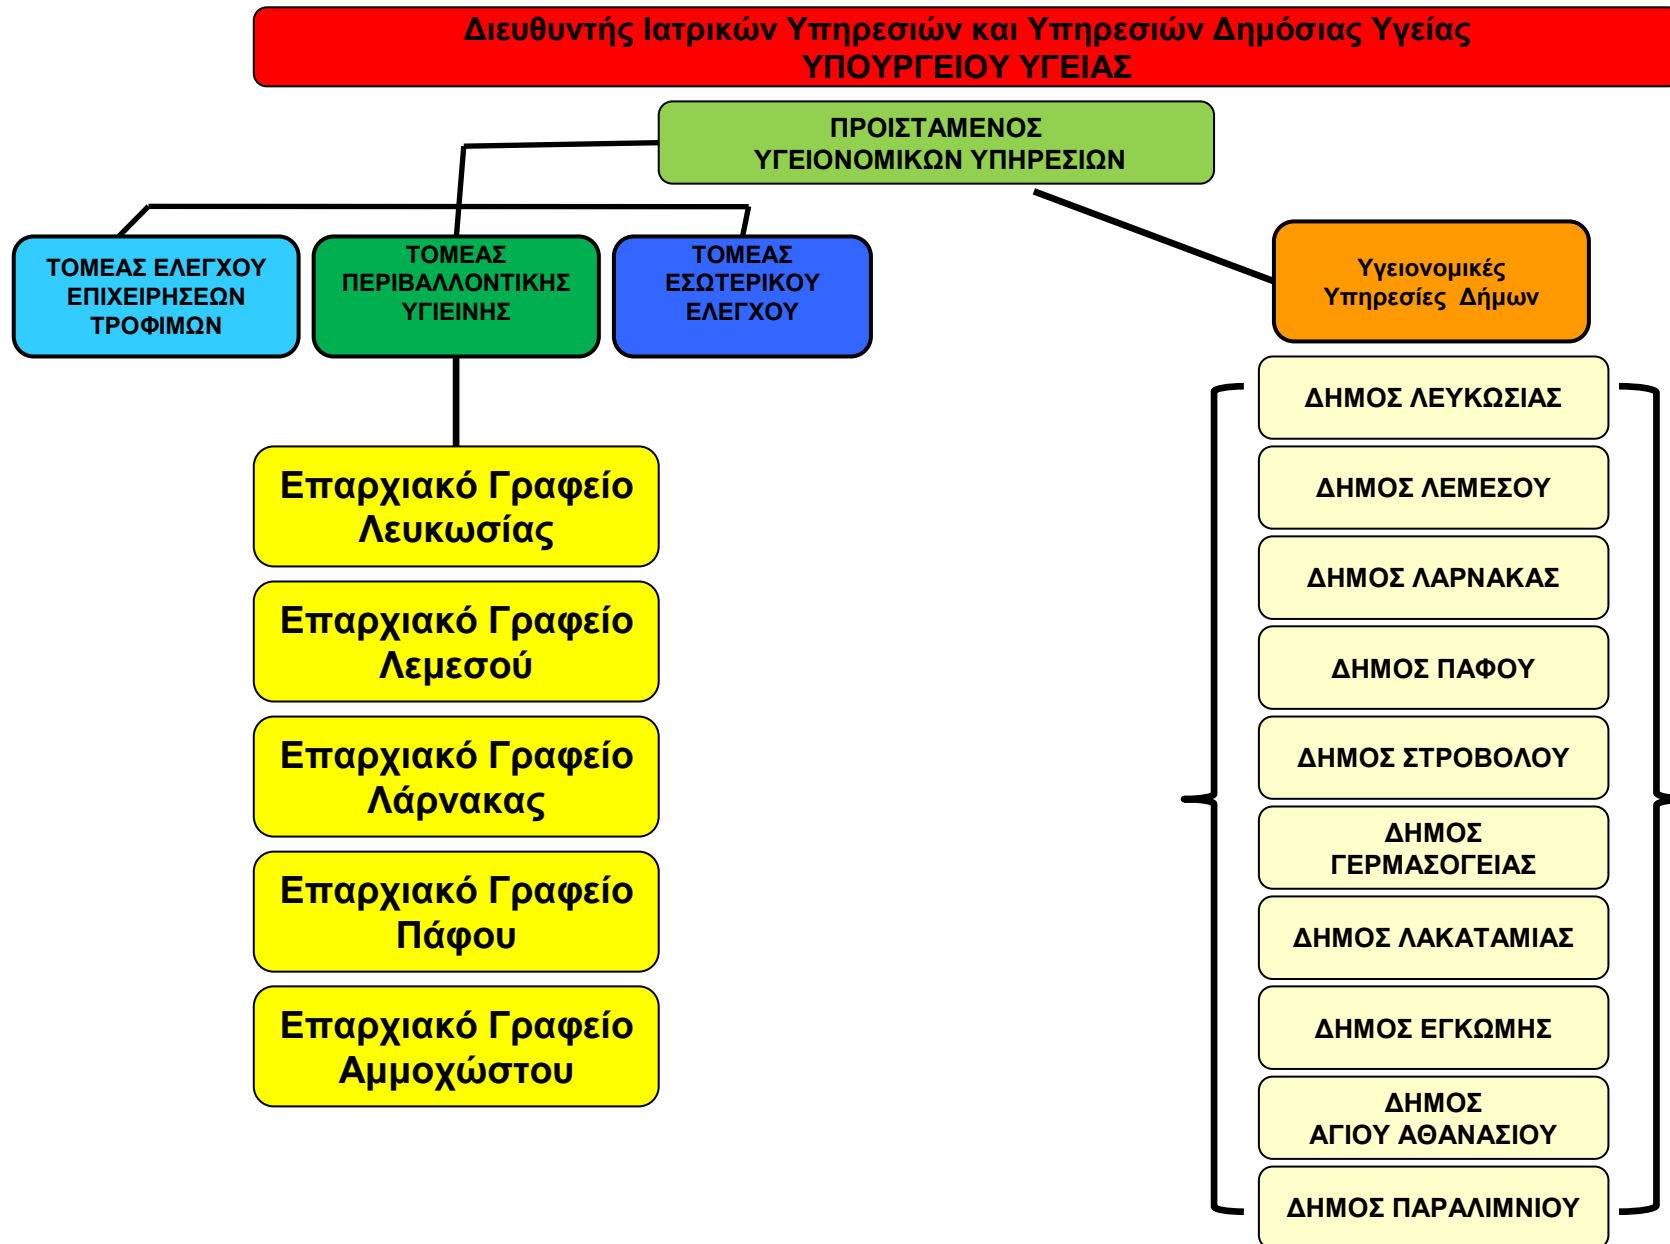 Διευθυντής Ιατρικών Υπηρεσιών και Υπηρεσιών Δημόσιας Υγείας
ΥΠΟΥΡΓΕΙΟΥ ΥΓΕΙΑΣ
ΠΡΟΙΣΤΑΜΕΝΟΣ
ΥΓΕΙΟΝΟΜΙΚΩΝ ΥΠΗΡΕΣΙΩΝ
ΤΟΜΕΑΣ ΕΛΕΓΧΟΥ
ΕΠΙΧΕΙΡΗΣΕΩΝ
ΤΡΟΦΙΜΩΝ
ΤΟΜΕΑΣ
ΠΕΡΙΒΑΛΛΟΝΤΙΚΗΣ
ΥΓΙΕΙΝΗΣ
ΤΟΜΕΑΣ
ΕΣΩΤΕΡΙΚΟΥ
ΕΛΕΓΧΟΥ
Υγειονομικές
Υπηρεσίες Δήμων
Επαρχιακό Γραφείο
Λευκωσίας
Επαρχιακό Γραφείο
Λεμεσού
Επαρχιακό Γραφείο
Λάρνακας
Επαρχιακό Γραφείο
Πάφου
Επαρχιακό Γραφείο
Αμμοχώστου
ΔΗΜΟΣ ΛΕΥΚΩΣΙΑΣ
ΔΗΜΟΣ ΛΕΜΕΣΟΥ
ΔΗΜΟΣ ΛΑΡΝΑΚΑΣ
ΔΗΜΟΣ ΠΑΦΟΥ
ΔΗΜΟΣ ΣΤΡΟΒΟΛΟΥ
ΔΗΜΟΣ
ΓΕΡΜΑΣΟΓΕΙΑΣ
ΔΗΜΟΣ ΛΑΚΑΤΑΜΙΑΣ
ΔΗΜΟΣ ΕΓΚΩΜΗΣ
ΔΗΜΟΣ
ΑΓΙΟΥ ΑΘΑΝΑΣΙΟΥ
ΔΗΜΟΣ ΠΑΡΑΛΙΜΝΙΟΥ